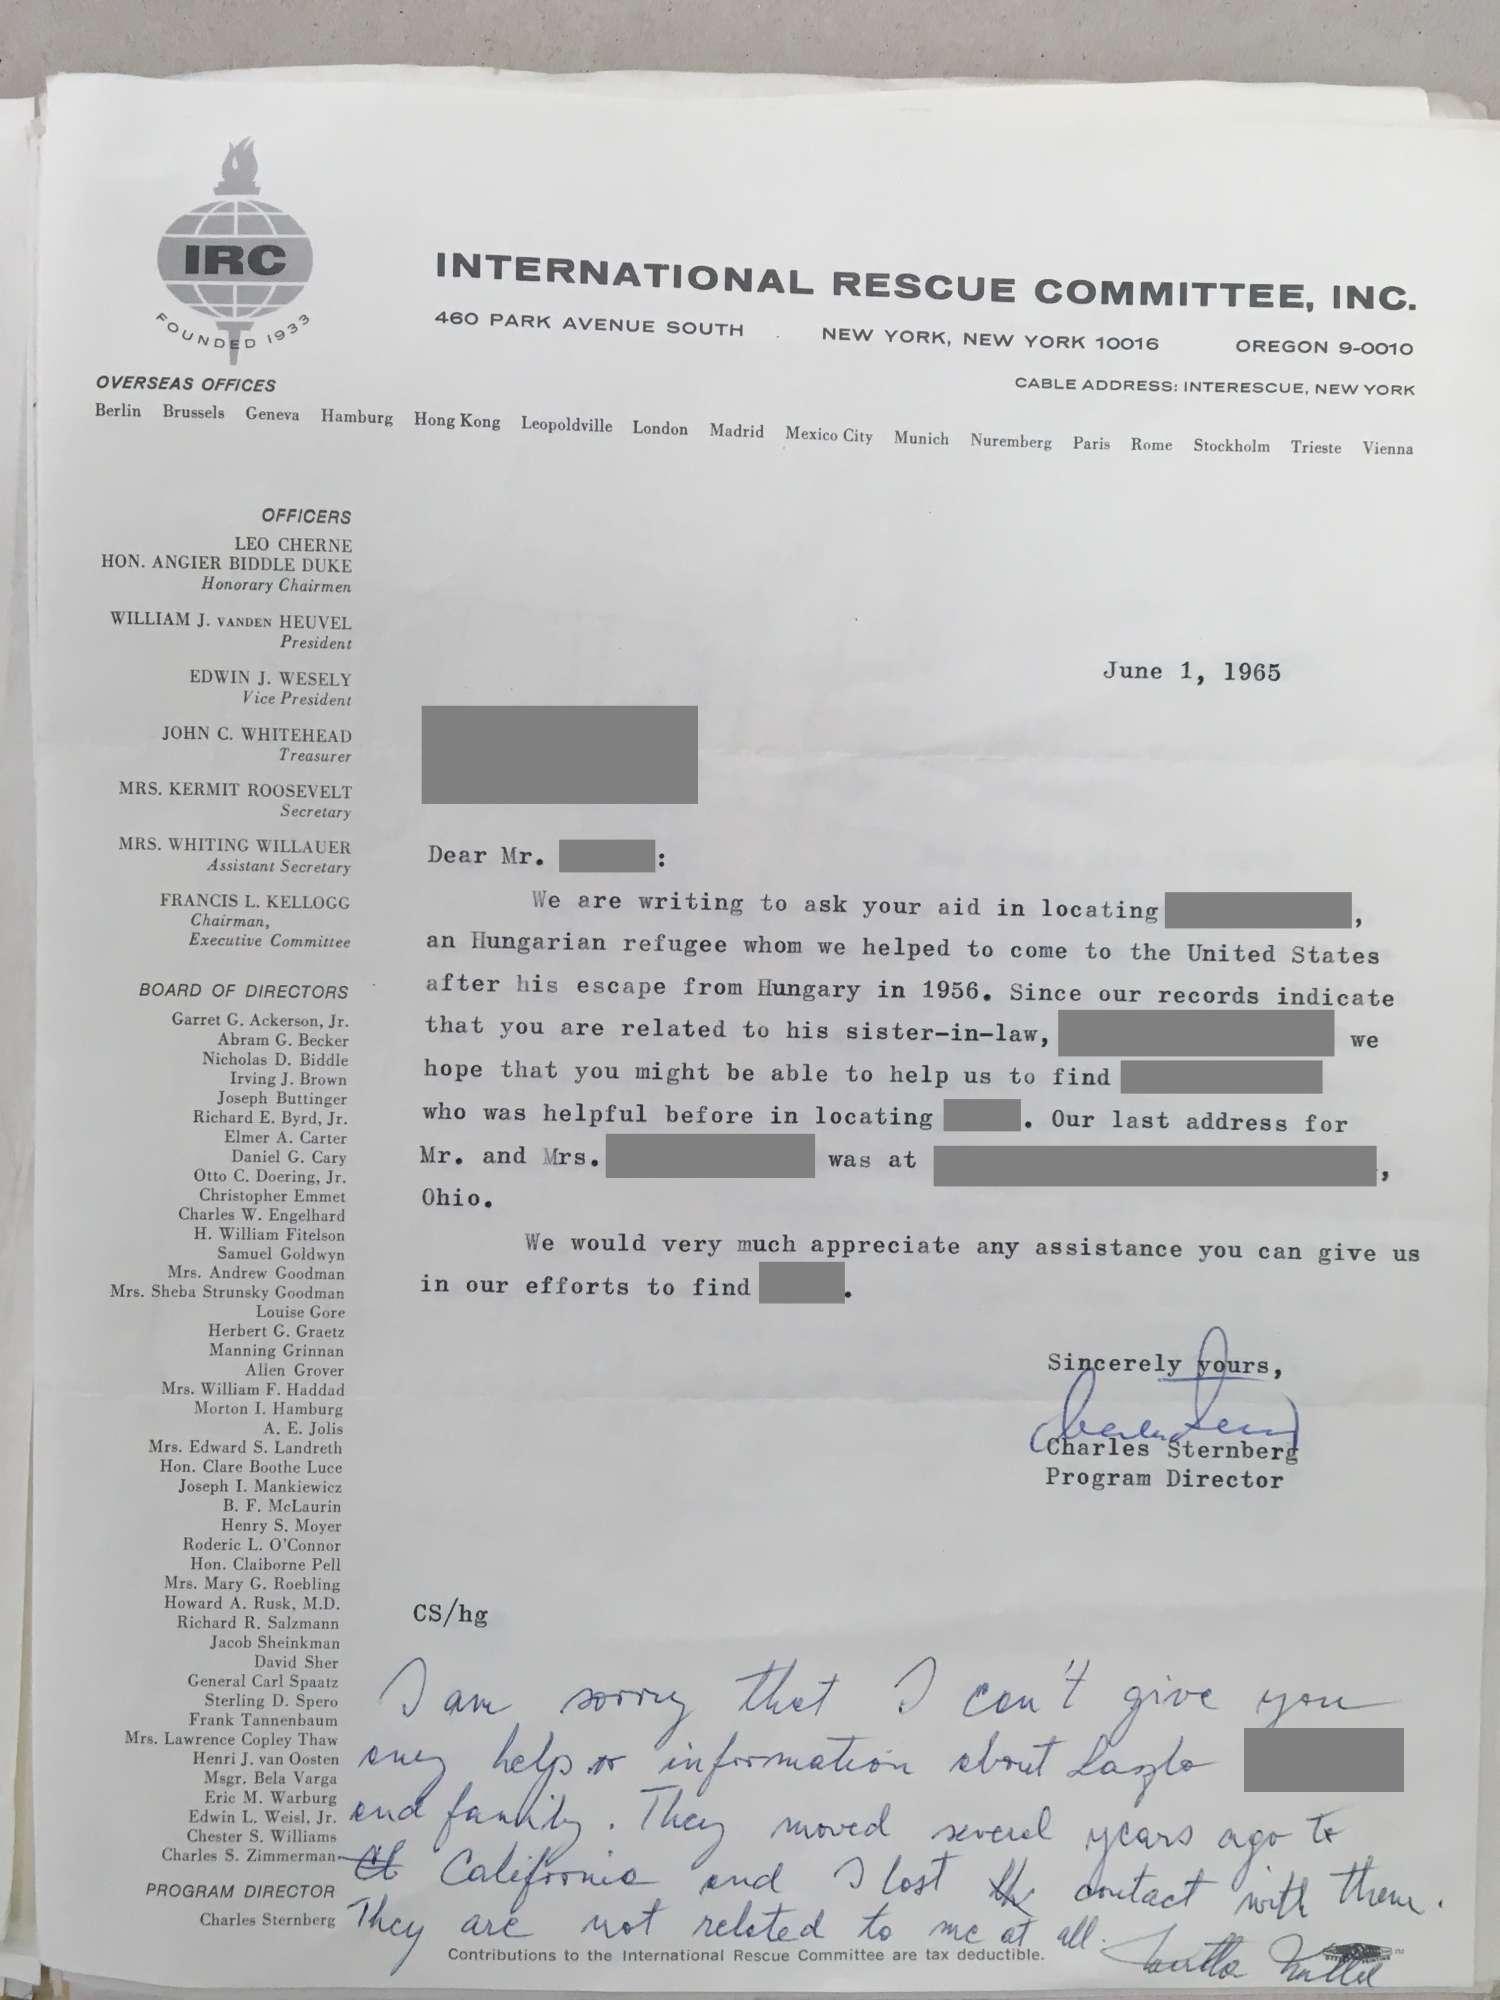 IRC
FOUNDED 1933
INTERNATIONAL RESCUE COMMITTEE, INC.
460 PARK AVENUE SOUTH NEW YORK, NEW YORK 10016 OREGON 9-0010
CABLE ADDRESS: INTERESCUE, NEW YORK
OVERSEAS OFFICES
Berlin Brussels Geneva Hamburg Hong Kong Leopoldville London Madrid Mexico City Munich Nuremberg Paris Rome Stockholm Trieste Vienna
OFFICERS
LEO CHERNE
HON. ANGIER BIDDLE DUKE
Honorary Chairmen
WILLIAM J. VANDEN HEUVEL
President
EDWIN J. WESELY
Vice President
JOHN C. WHITEHEAD
Treasurer
MRS. KERMIT ROOSEVELT
Secretary
MRS. WHITING WILLAUER
Assistant Secretary
FRANCIS L. KELLOGG
Chairman,
Executive Committee
BOARD OF DIRECTORS
Garret G. Ackerson, Jr.
Abram G. Becker
Nicholas D. Biddle
Irving J. Brown
Joseph Buttinger
Richard E. Byrd, Jr.
Elmer A. Carter
Daniel G. Cary
Otto C. Doering, Jr.
Christopher Emmet
Charles W. Engelhard
H. William Fitelson
Samuel Goldwyn
Mrs. Andrew Goodman
Mrs. Sheba Strunsky Goodman
Louise Gore
Herbert G. Graetz
Manning Grinnan
Allen Grover
Mrs. William F. Haddad
Morton I. Hamburg
A. E. Jolis
Mrs. Edward S. Landreth
Hon. Clare Boothe Luce
Joseph I. Mankiewicz
B. F. McLaurin
Henry S. Moyer
Roderic L. O'Connor
Hon. Claiborne Pell
Mrs. Mary G. Roebling
Howard A. Rusk, M.D.
Richard R. Salzmann
Jacob Sheinkman
David Sher
General Carl Spaatz
Sterling D. Spero
Frank Tannenbaum
Mrs. Lawrence Copley Thaw
Henri J. van Oosten
Msgr. Bela Varga
Eric M. Warburg
Edwin L. Weisl, Jr.
Chester S. Williams
Charles S. Zimmerman
PROGRAM DIRECTOR
Charles Sternberg
June 1, 1965
Dear Mr. :
We are writing to ask your aid in locating ,
an Hungarian refugee whom we helped to come to the United States
after his escape from Hungary in 1956. Since our records indicate
that you are related to his sister-in-law, we
hope that you might be able to help us to find
who was helpful before in locating . Our last address for
Mr. and Mrs. was at ,
Ohio.
We would very much appreciate any assistance you can give us
in our efforts to find .
Sincerely yours,
Charles Sternberg
Program Director
CS/hg
I am sorry that I can't give you
any help or information about Laszlo
and family. They moved several years ago to
California and I lost contact with them.
They are not related to me at all.
Contributions to the International Rescue Committee are tax deductible.